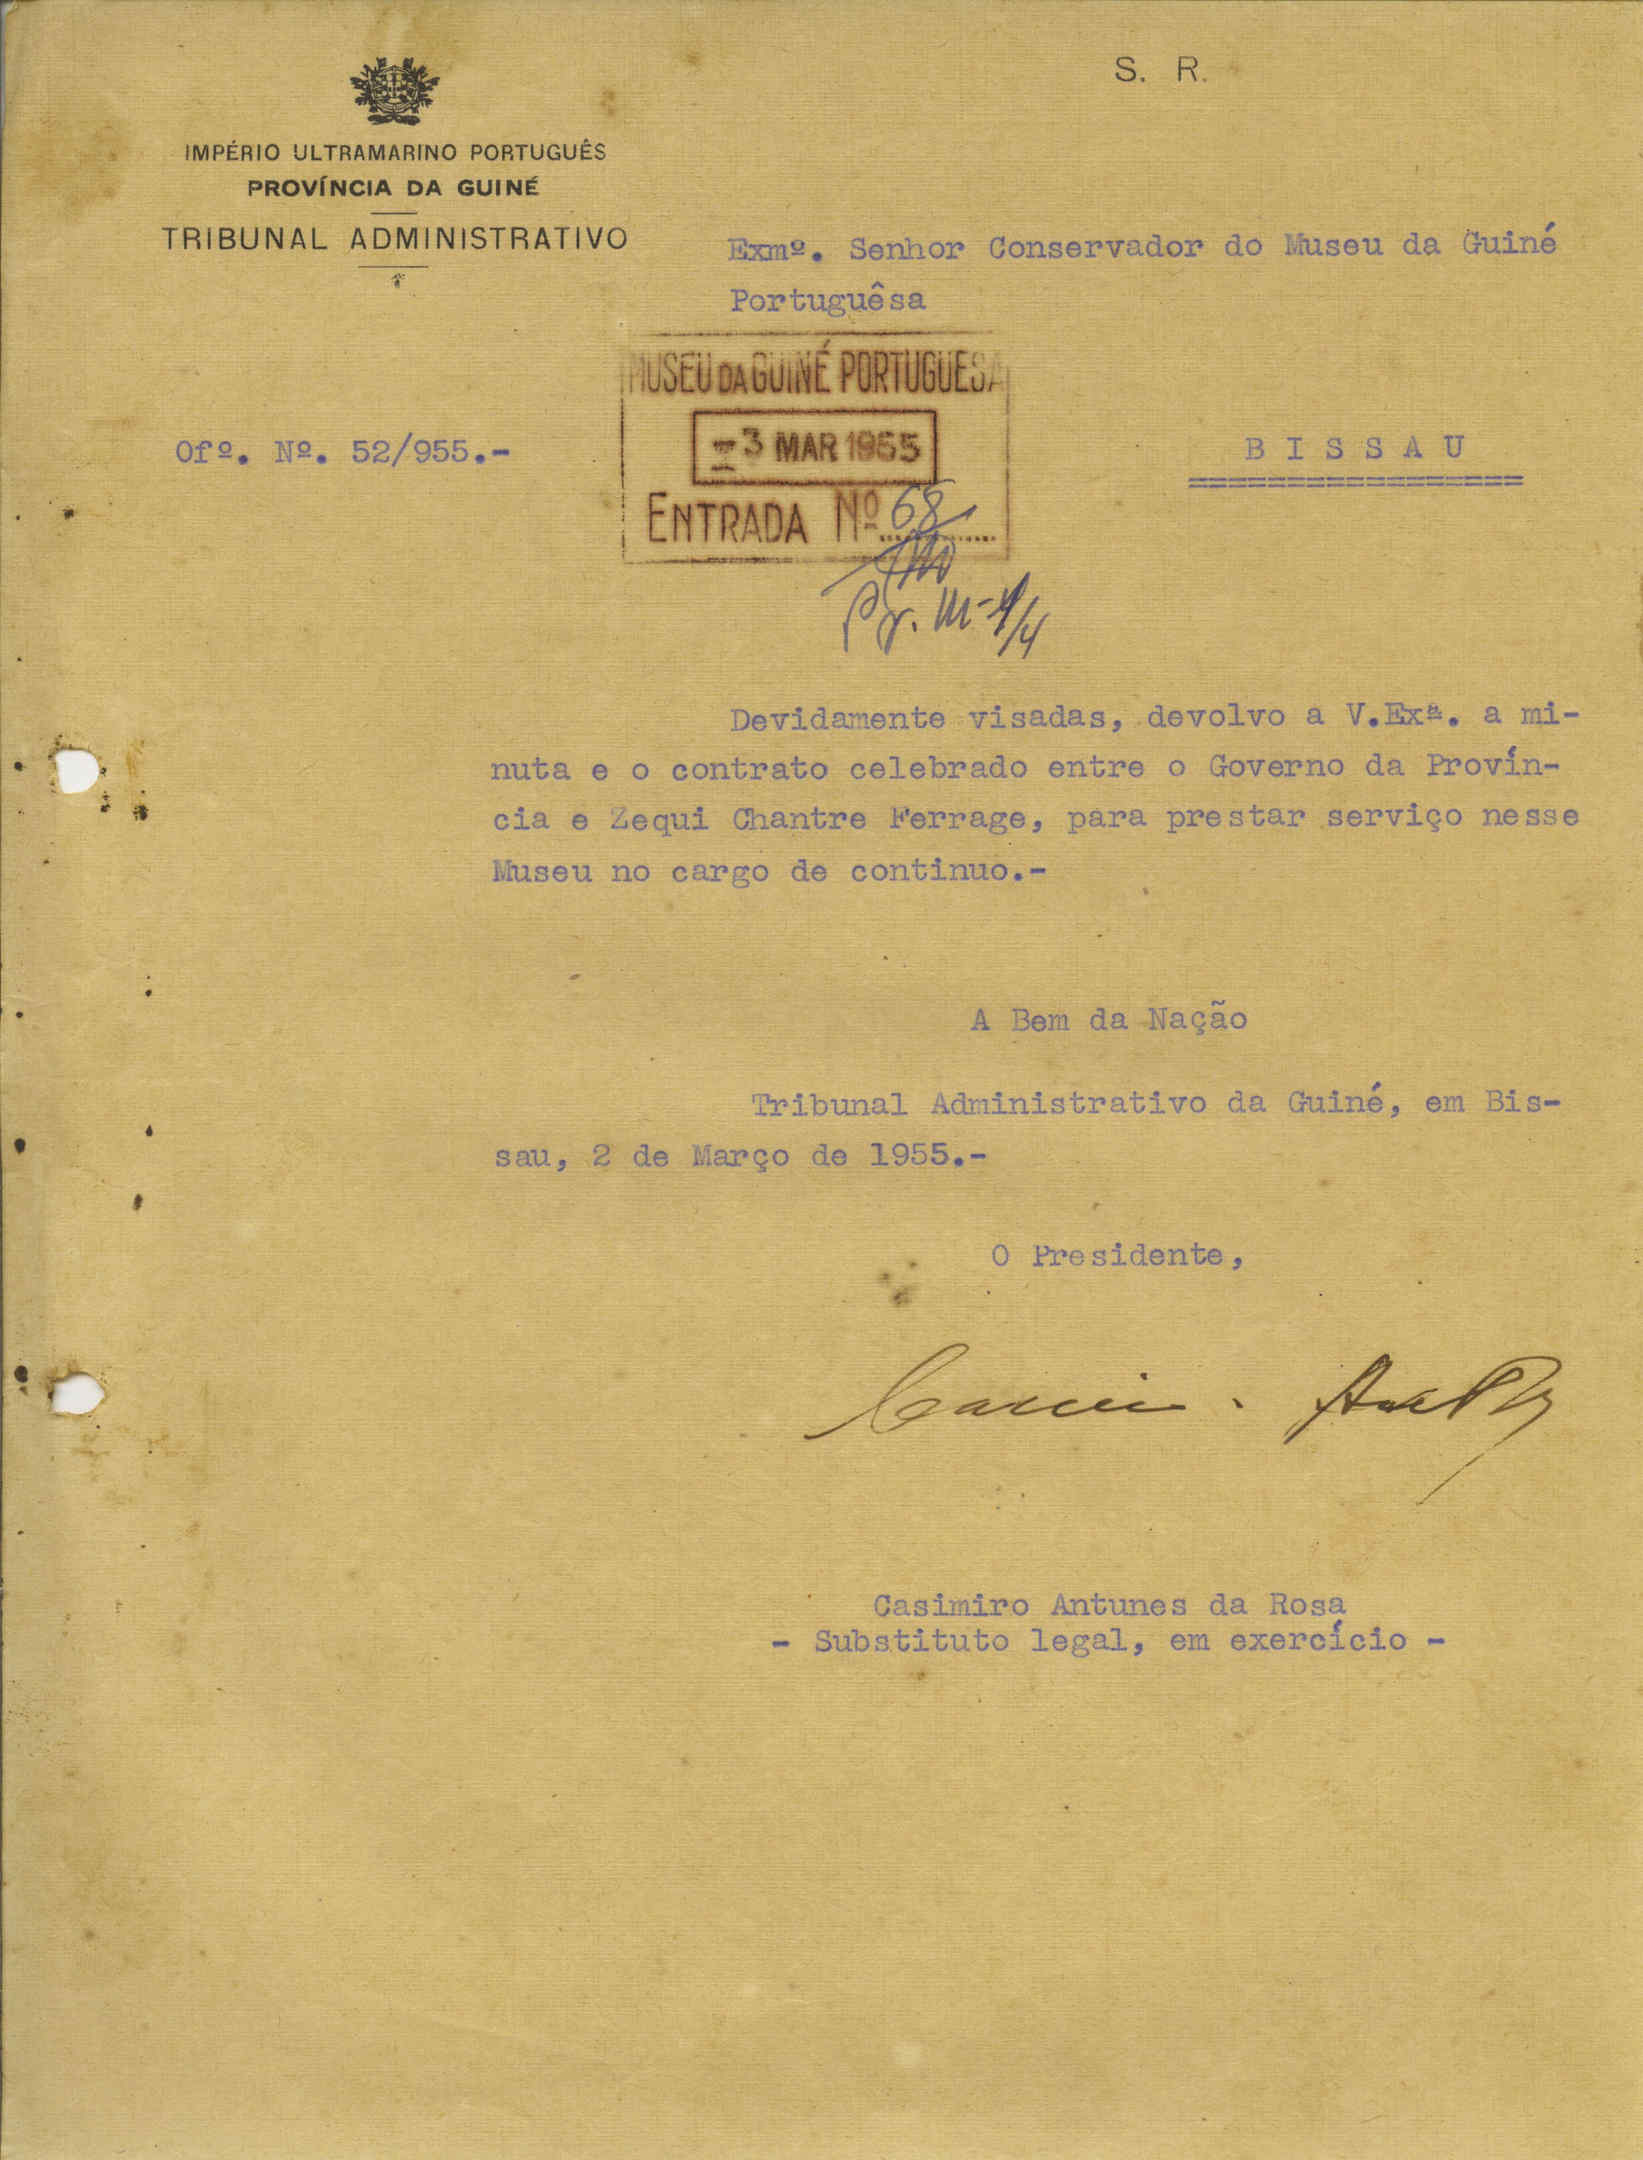 S. R.
IMPÉRIO ULTRAMARINO PORTUGUÊS
PROVÍNCIA DA GUINÉ
TRIBUNAL ADMINISTRATIVO
Exmº. Senhor Conservador do Museu da Guiné
Portuguêsa
MUSEU DA GUINÉ PORTUGUESA
-3 MAR 1955
ENTRADA Nº 68
Ofº. Nº. 52/955.-
B I S S A U
Devidamente visadas, devolvo a V.Exª. a mi-
nuta e o contrato celebrado entre o Governo da Provín-
cia e Zequi Chantre Ferrage, para prestar serviço nesse
Museu no cargo de continuo.-
A Bem da Nação
Tribunal Administrativo da Guiné, em Bis-
sau, 2 de Março de 1955.-
O Presidente,
Casimiro Antunes da Rosa
- Substituto legal, em exercício -